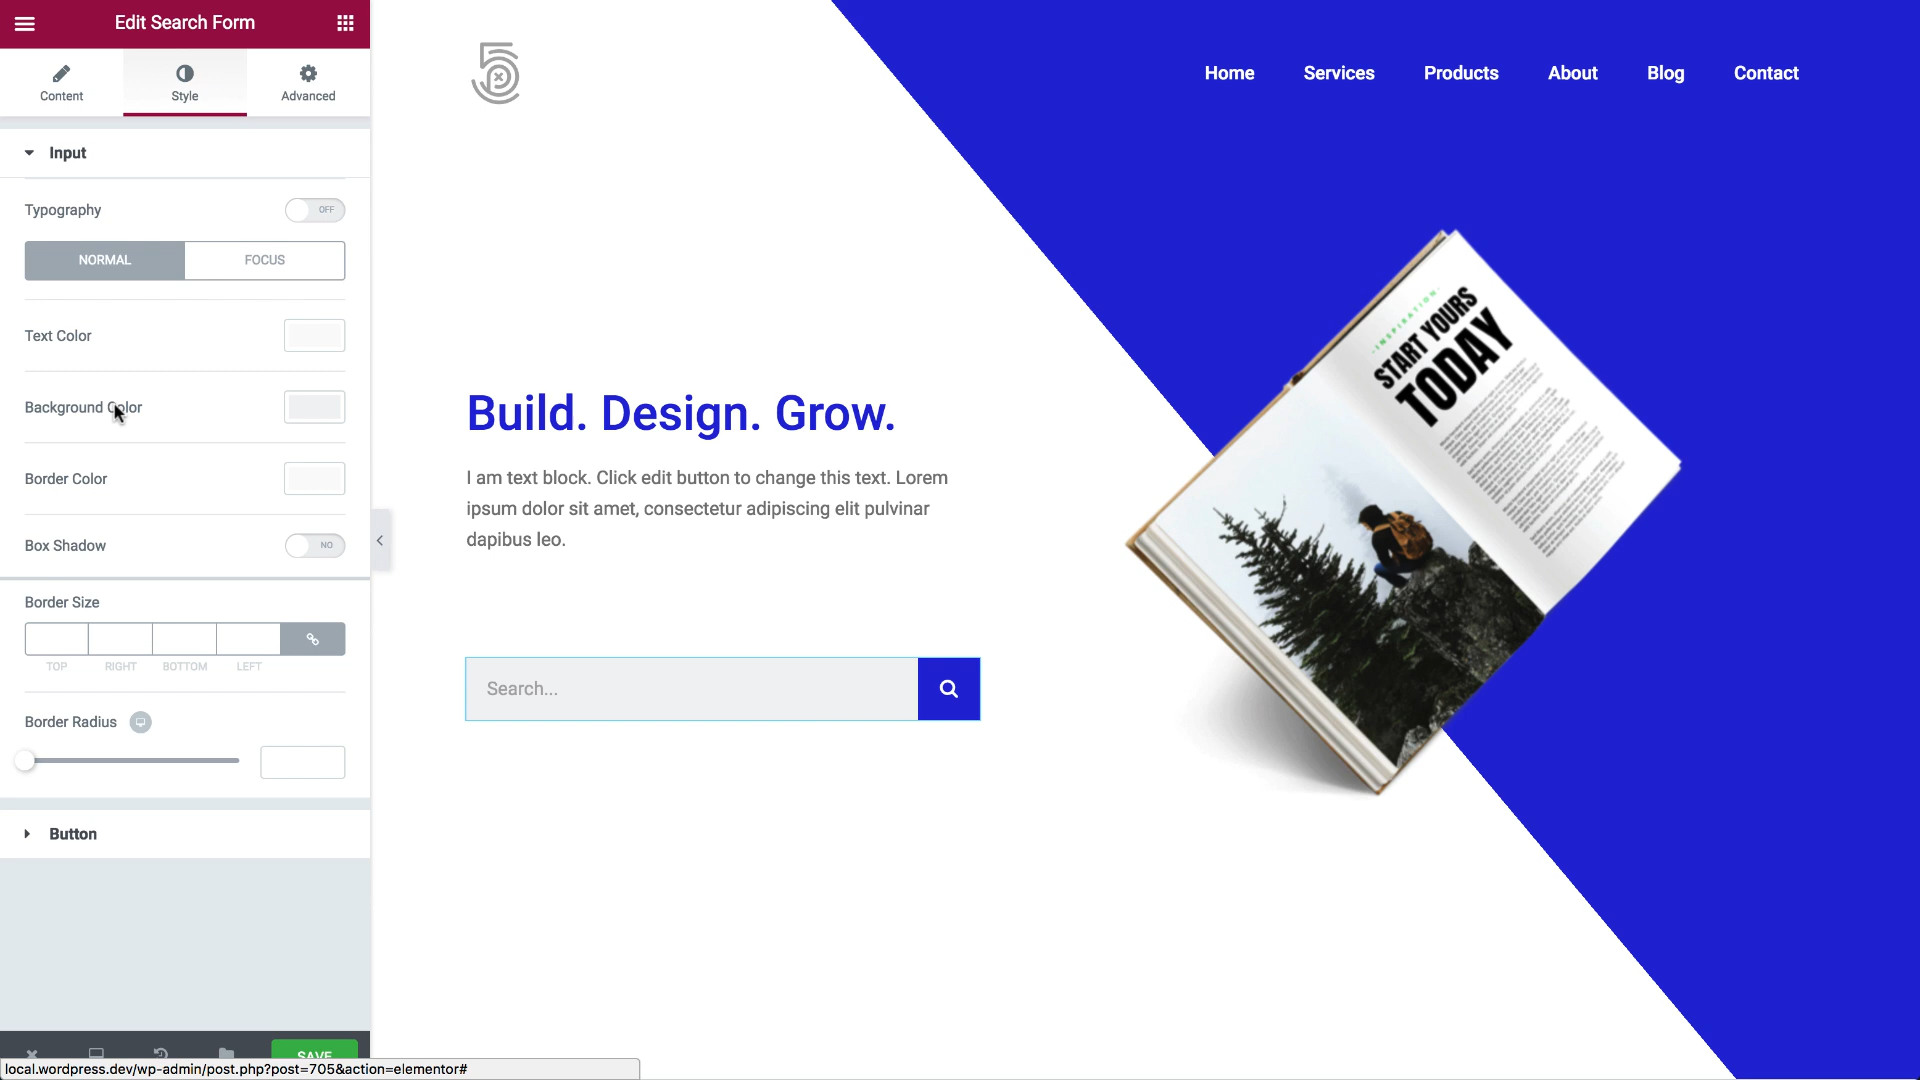 Edit Search Form
Content
Style
Advanced
Input
Typography
OFF
NORMAL
FOCUS
Text Color
Background Color
Border Color
Box Shadow
NO
Border Size
TOP RIGHT BOTTOM LEFT
Border Radius
Button
SAVE
local.wordpress.dev/wp-admin/post.php?post=705&action=elementor#
Home Services Products About Blog Contact
Build. Design. Grow.
I am text block. Click edit button to change this text. Lorem
ipsum dolor sit amet, consectetur adipiscing elit pulvinar
dapibus leo.
Search...
·INSPIRATION·
START YOURS
TODAY